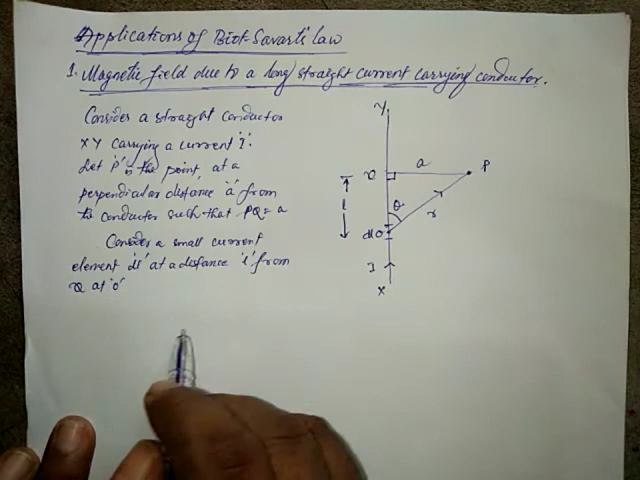 Applications of Biot-Savart's law
1. Magnetic field due to a long straight current carrying conductor.
Consider a straight conductor
XY carrying a current 'I'.
Let 'P' is the point, at a
perpendicular distance 'a' from
the conductor such that PQ = a
Consider a small current
element 'dl' at a distance 'l' from
Q at 'o'
Y
Q
a
P
l
θ
r
dl
O
I
X